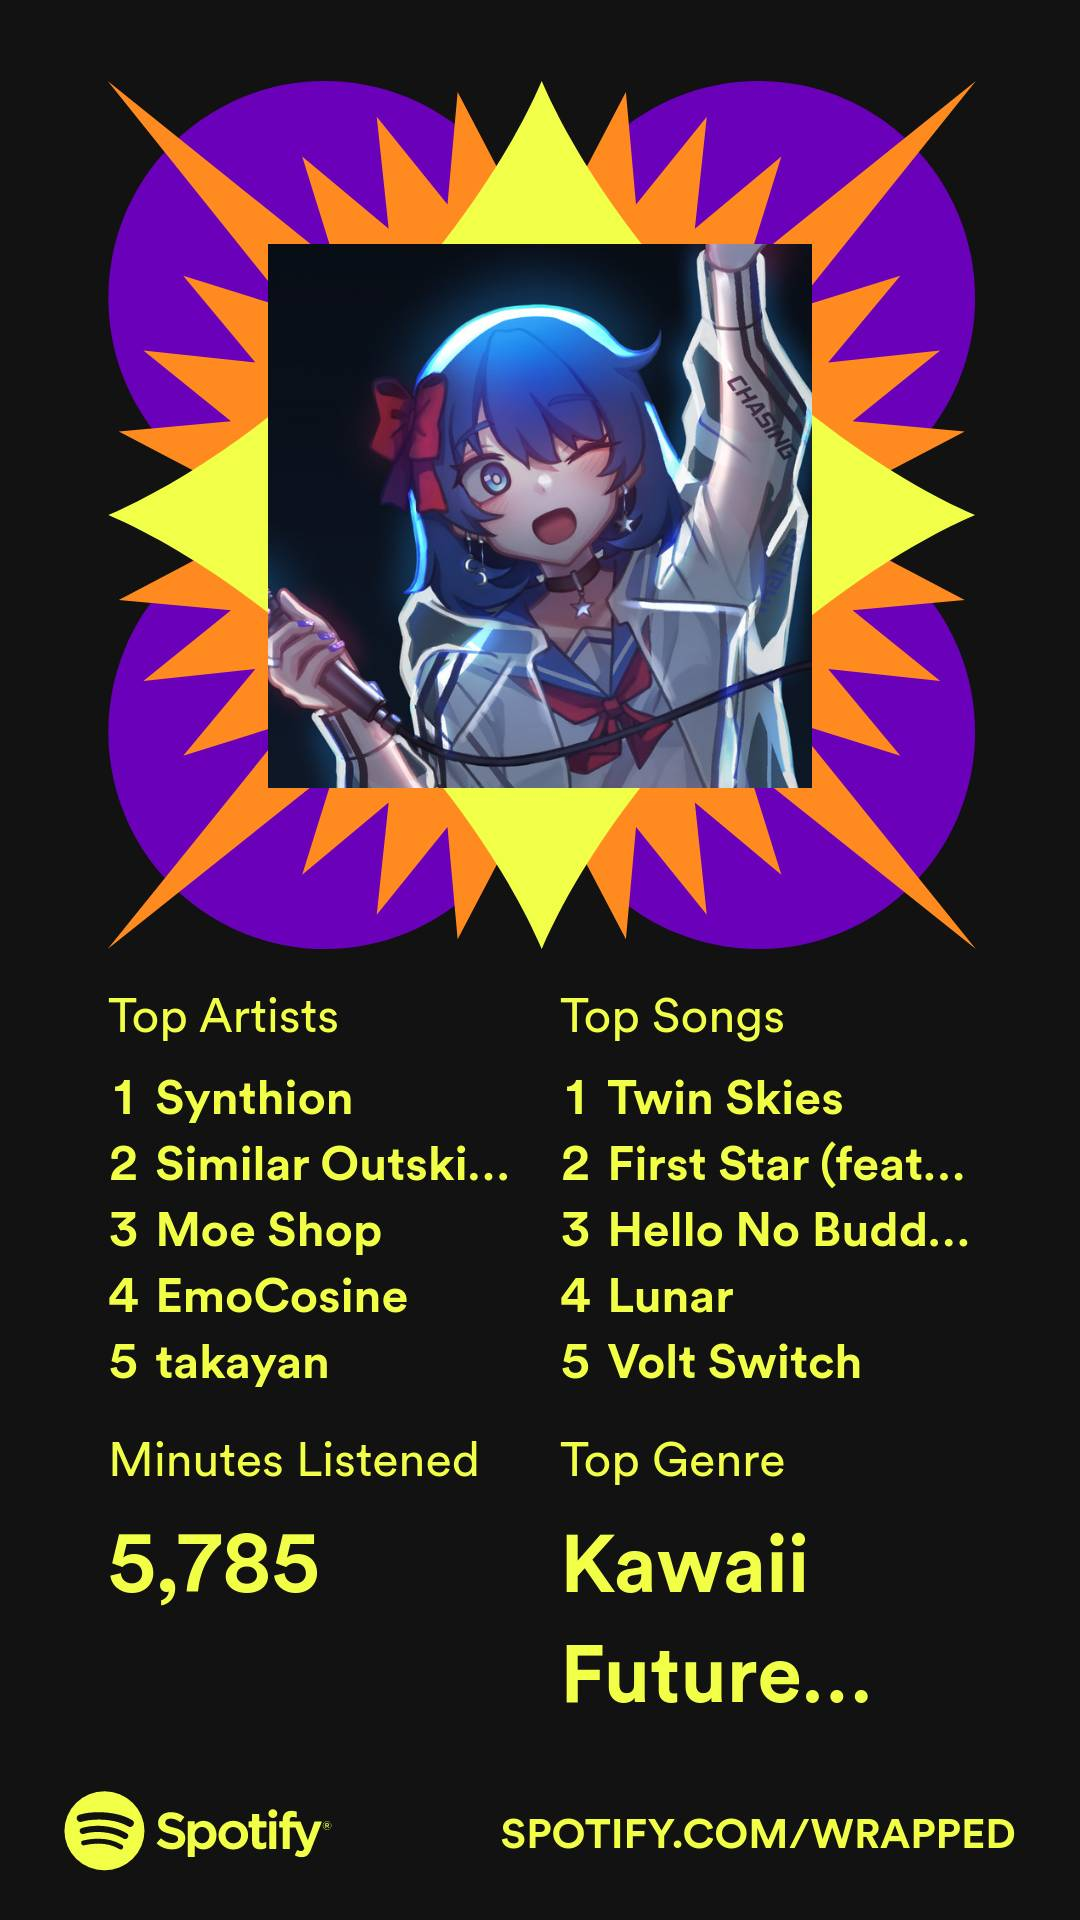 CHASING
Top Artists
1 Synthion
2 Similar Outski...
3 Moe Shop
4 EmoCosine
5 takayan
Top Songs
1 Twin Skies
2 First Star (feat...
3 Hello No Budd...
4 Lunar
5 Volt Switch
Minutes Listened
5,785
Top Genre
Kawaii
Future...
Spotify®
SPOTIFY.COM/WRAPPED